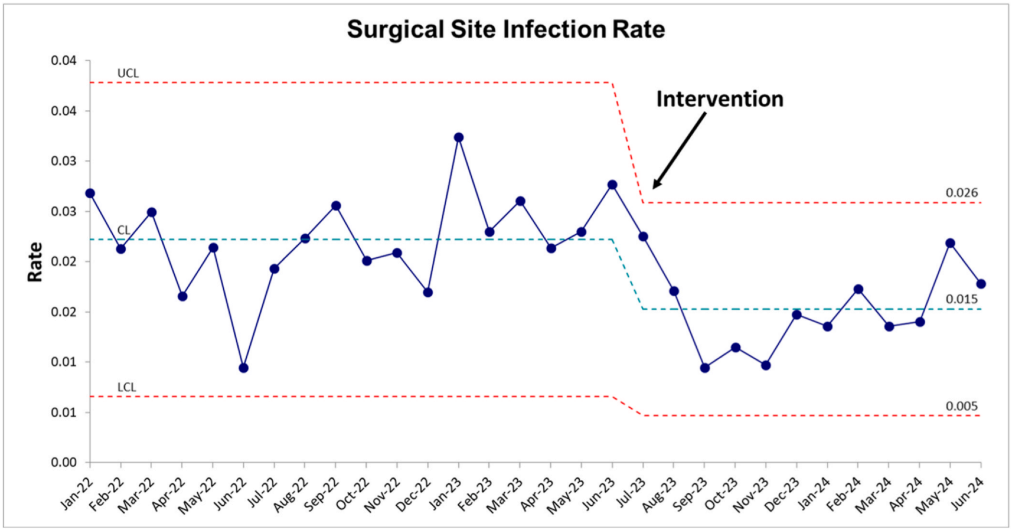 Surgical Site Infection Rate
0.04
UCL
0.04
Intervention
0.03
0.03
0.026
CL
0.02
Rate
0.02
0.015
0.01
LCL
0.01
0.005
0.00
Jan-22
Feb-22
Mar-22
Apr-22
May-22
Jun-22
Jul-22
Aug-22
Sep-22
Oct-22
Nov-22
Dec-22
Jan-23
Feb-23
Mar-23
Apr-23
May-23
Jun-23
Jul-23
Aug-23
Sep-23
Oct-23
Nov-23
Dec-23
Jan-24
Feb-24
Mar-24
Apr-24
May-24
Jun-24